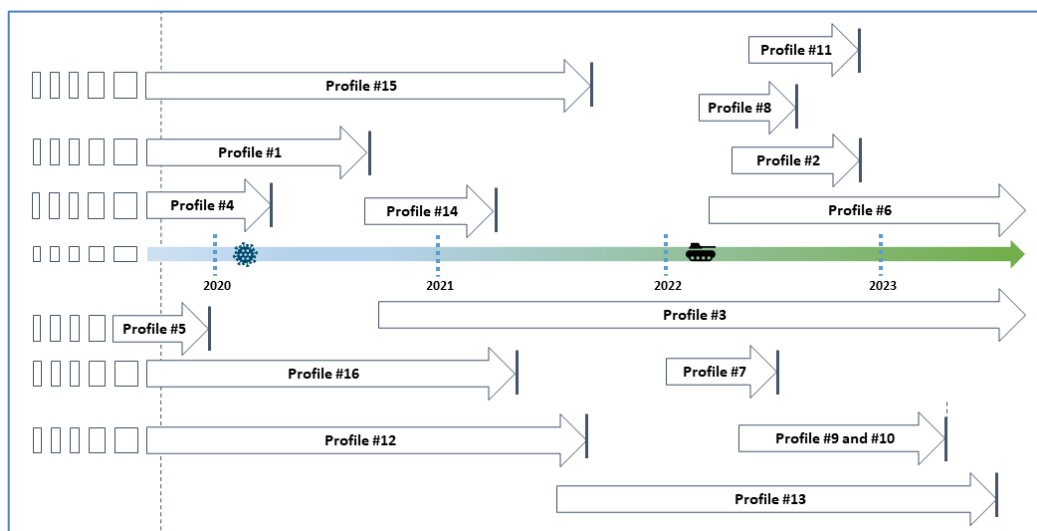 Profile #11
Profile #15
Profile #8
Profile #1
Profile #2
Profile #4
Profile #14
Profile #6
2020
2021
2022
2023
Profile #3
Profile #5
Profile #16
Profile #7
Profile #12
Profile #9 and #10
Profile #13